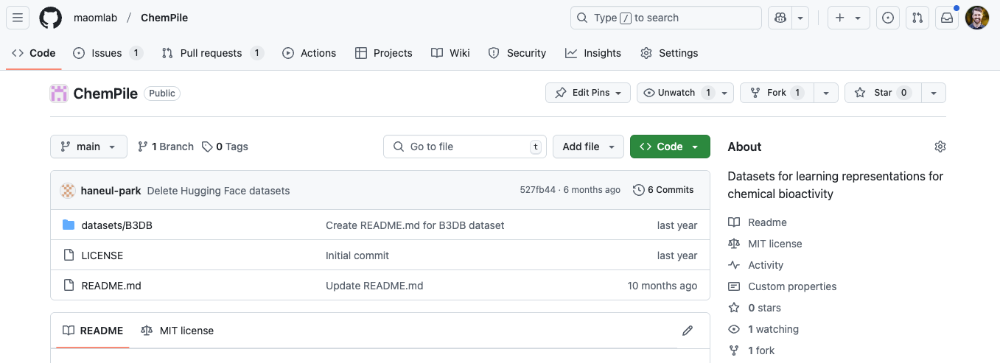 maomlab / ChemPile
Type / to search
Code Issues 1 Pull requests 1 Actions Projects Wiki Security Insights Settings
ChemPile Public
Edit Pins Unwatch 1 Fork 1 Star 0
main 1 Branch 0 Tags Go to file t Add file Code
haneul-park Delete Hugging Face datasets 527fb44 · 6 months ago 6 Commits
datasets/B3DB Create README.md for B3DB dataset last year
LICENSE Initial commit last year
README.md Update README.md 10 months ago
README MIT license
About
Datasets for learning representations for
chemical bioactivity
Readme
MIT license
Activity
Custom properties
0 stars
1 watching
1 fork